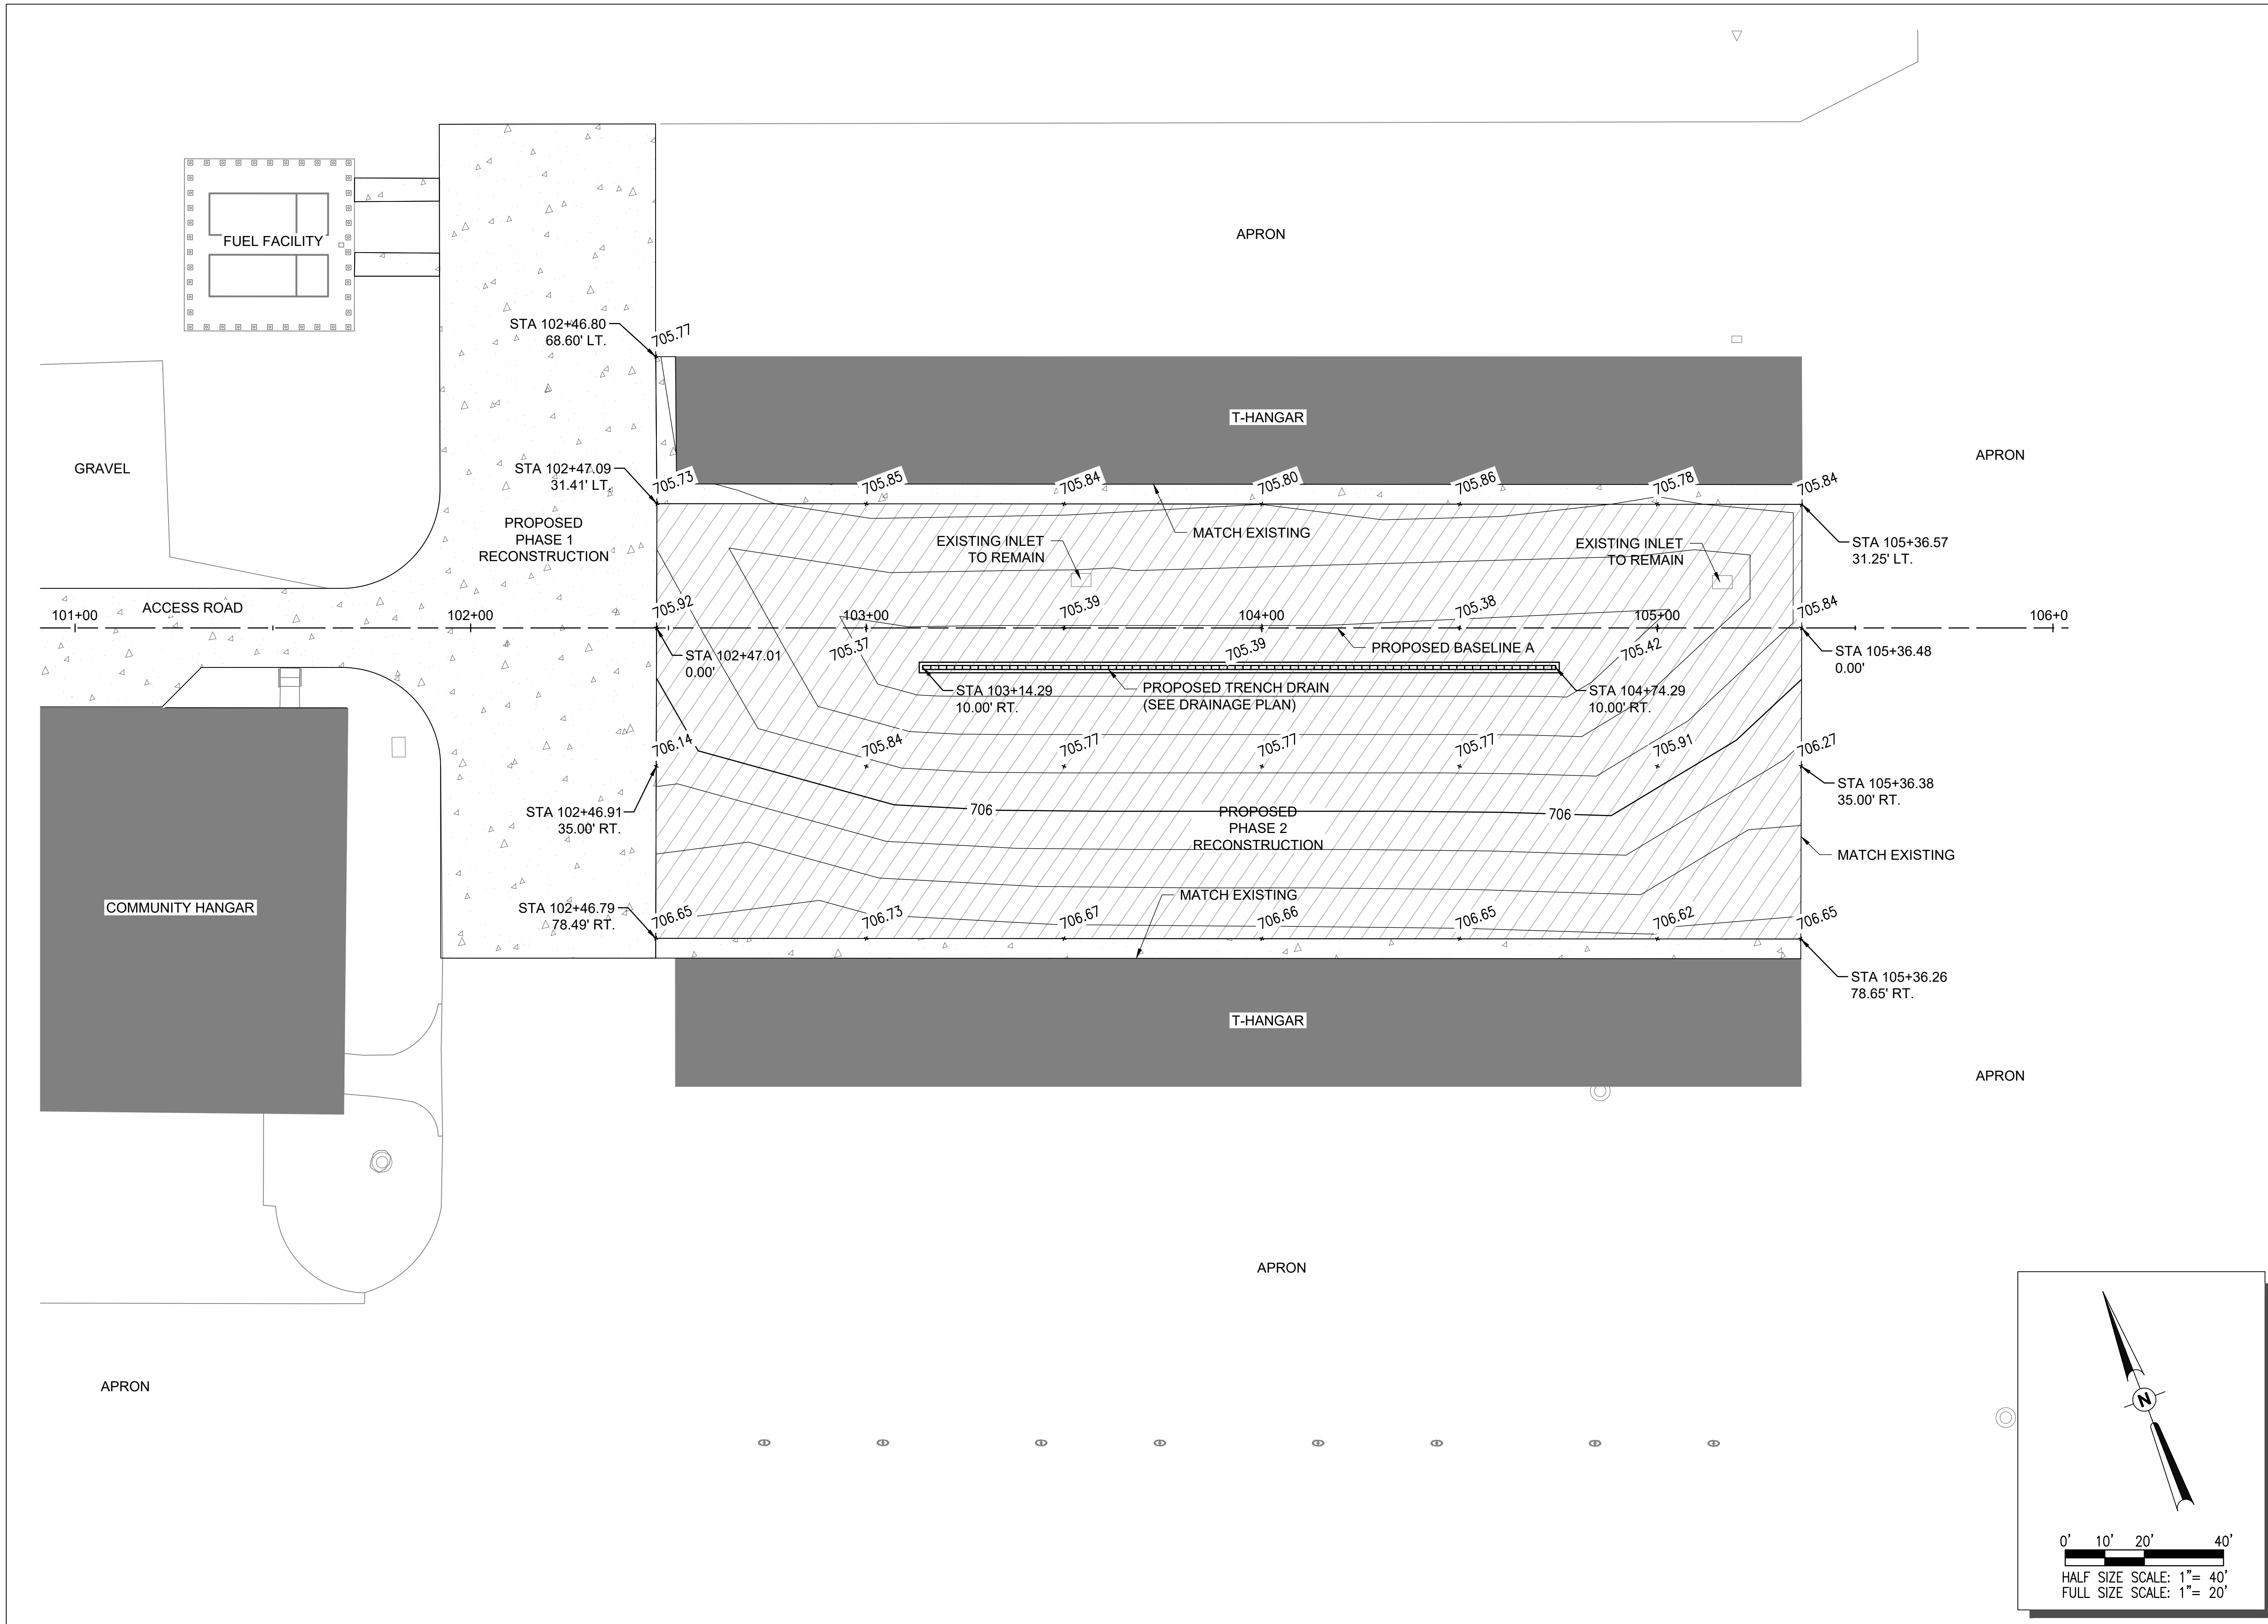 FUEL FACILITY
APRON
STA 102+46.80
68.60' LT.
705.77
T-HANGAR
GRAVEL
APRON
STA 102+47.09
31.41' LT.
705.73
705.85
705.84
705.80
705.86
705.78
705.84
PROPOSED
PHASE 1
RECONSTRUCTION
MATCH EXISTING
EXISTING INLET
TO REMAIN
EXISTING INLET
TO REMAIN
STA 105+36.57
31.25' LT.
101+00
ACCESS ROAD
102+00
705.92
103+00
705.39
104+00
705.38
105+00
705.84
106+0
STA 102+47.01
0.00'
705.37
705.39
PROPOSED BASELINE A
705.42
STA 105+36.48
0.00'
STA 103+14.29
10.00' RT.
PROPOSED TRENCH DRAIN
(SEE DRAINAGE PLAN)
STA 104+74.29
10.00' RT.
706.14
705.84
705.77
705.77
705.77
705.91
706.27
STA 102+46.91
35.00' RT.
STA 105+36.38
35.00' RT.
706
706
PROPOSED
PHASE 2
RECONSTRUCTION
MATCH EXISTING
MATCH EXISTING
COMMUNITY HANGAR
STA 102+46.79
78.49' RT.
706.65
706.73
706.67
706.66
706.65
706.62
706.65
STA 105+36.26
78.65' RT.
T-HANGAR
APRON
APRON
APRON
N
0' 10' 20' 40'
HALF SIZE SCALE: 1"= 40'
FULL SIZE SCALE: 1"= 20'